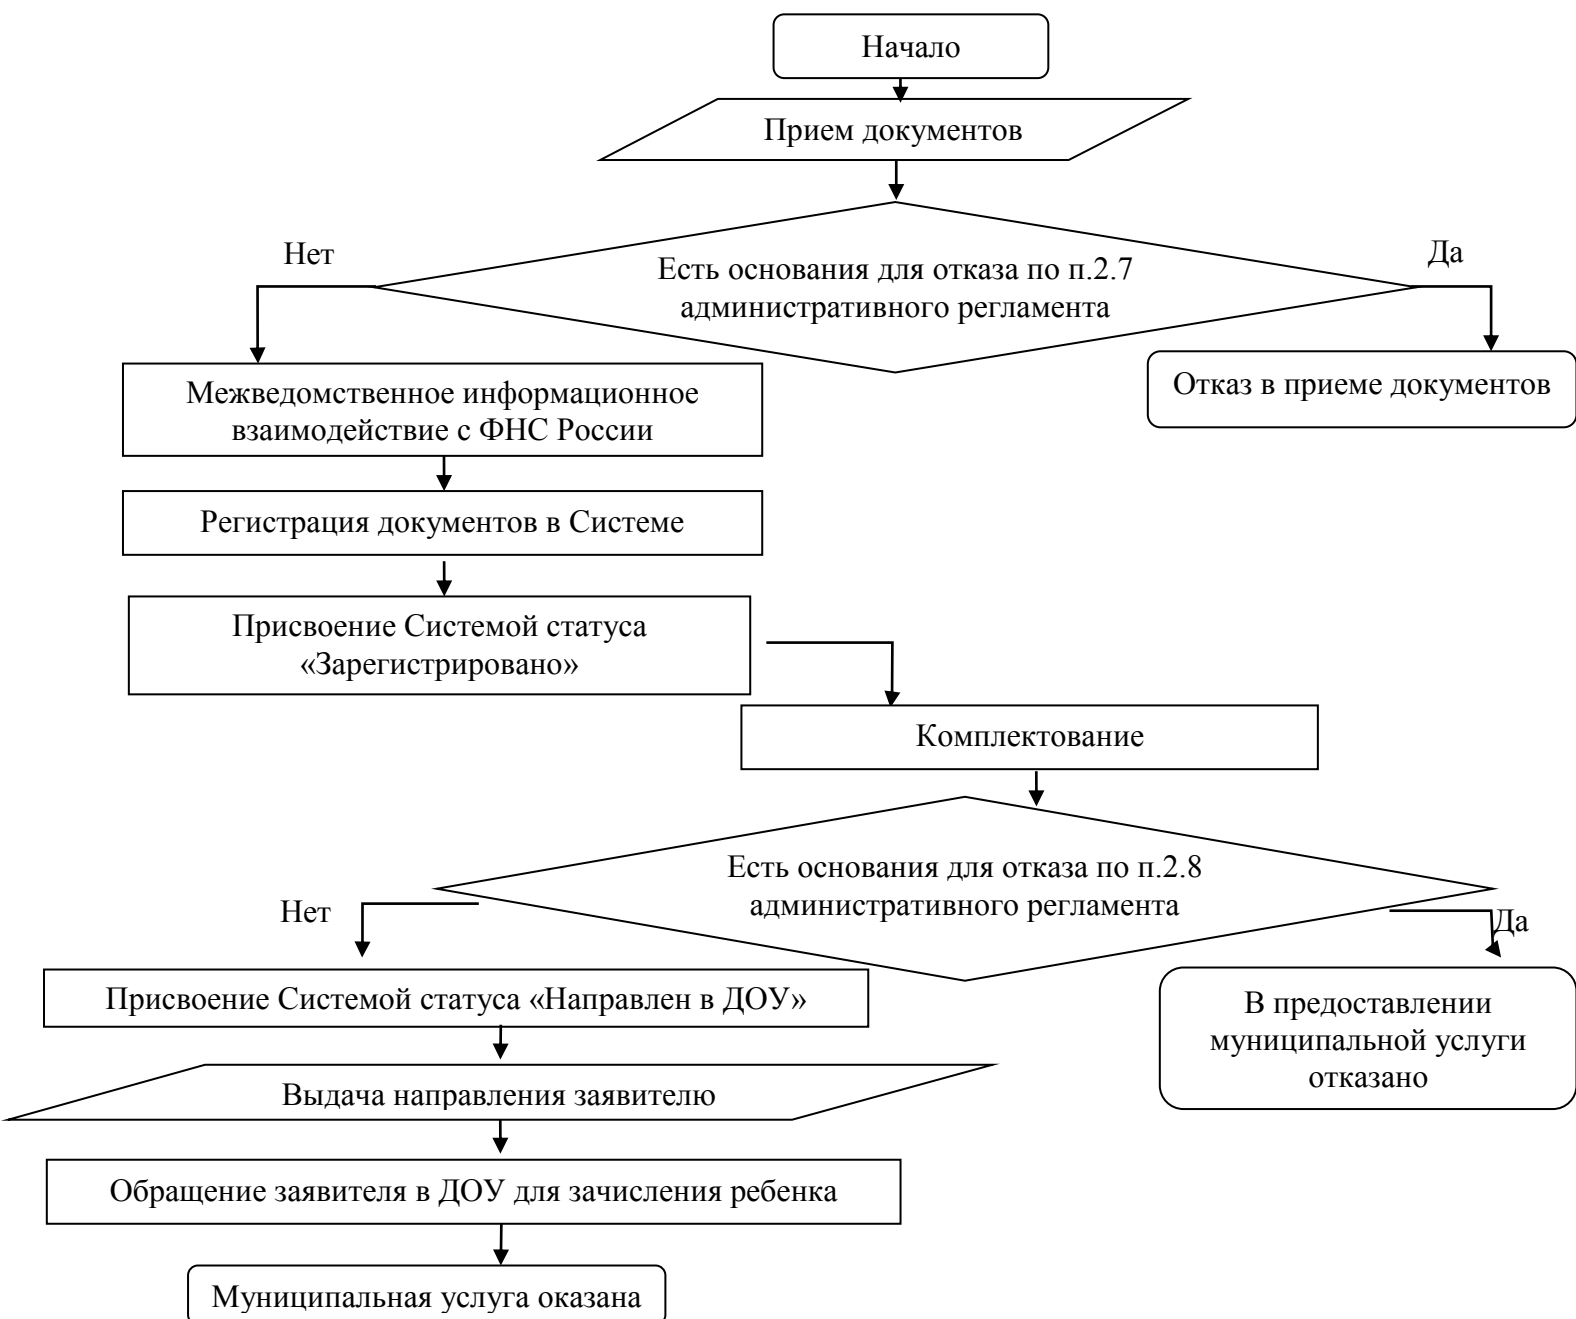 Начало
Прием документов
Нет
Да
Есть основания для отказа по п.2.7
административного регламента
Отказ в приеме документов
Межведомственное информационное
взаимодействие с ФНС России
Регистрация документов в Системе
Присвоение Системой статуса
«Зарегистрировано»
Комплектование
Есть основания для отказа по п.2.8
административного регламента
Нет
Да
Присвоение Системой статуса «Направлен в ДОУ»
В предоставлении
муниципальной услуги
отказано
Выдача направления заявителю
Обращение заявителя в ДОУ для зачисления ребенка
Муниципальная услуга оказана